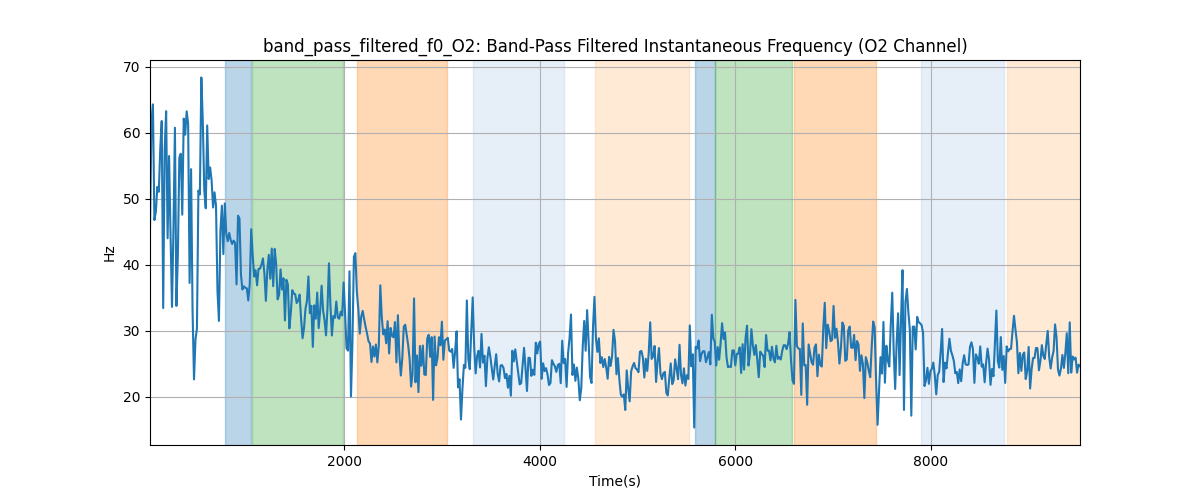 band_pass_filtered_f0_O2: Band-Pass Filtered Instantaneous Frequency (O2 Channel)
70
60
50
40
30
20
Hz
2000 4000 6000 8000
Time(s)